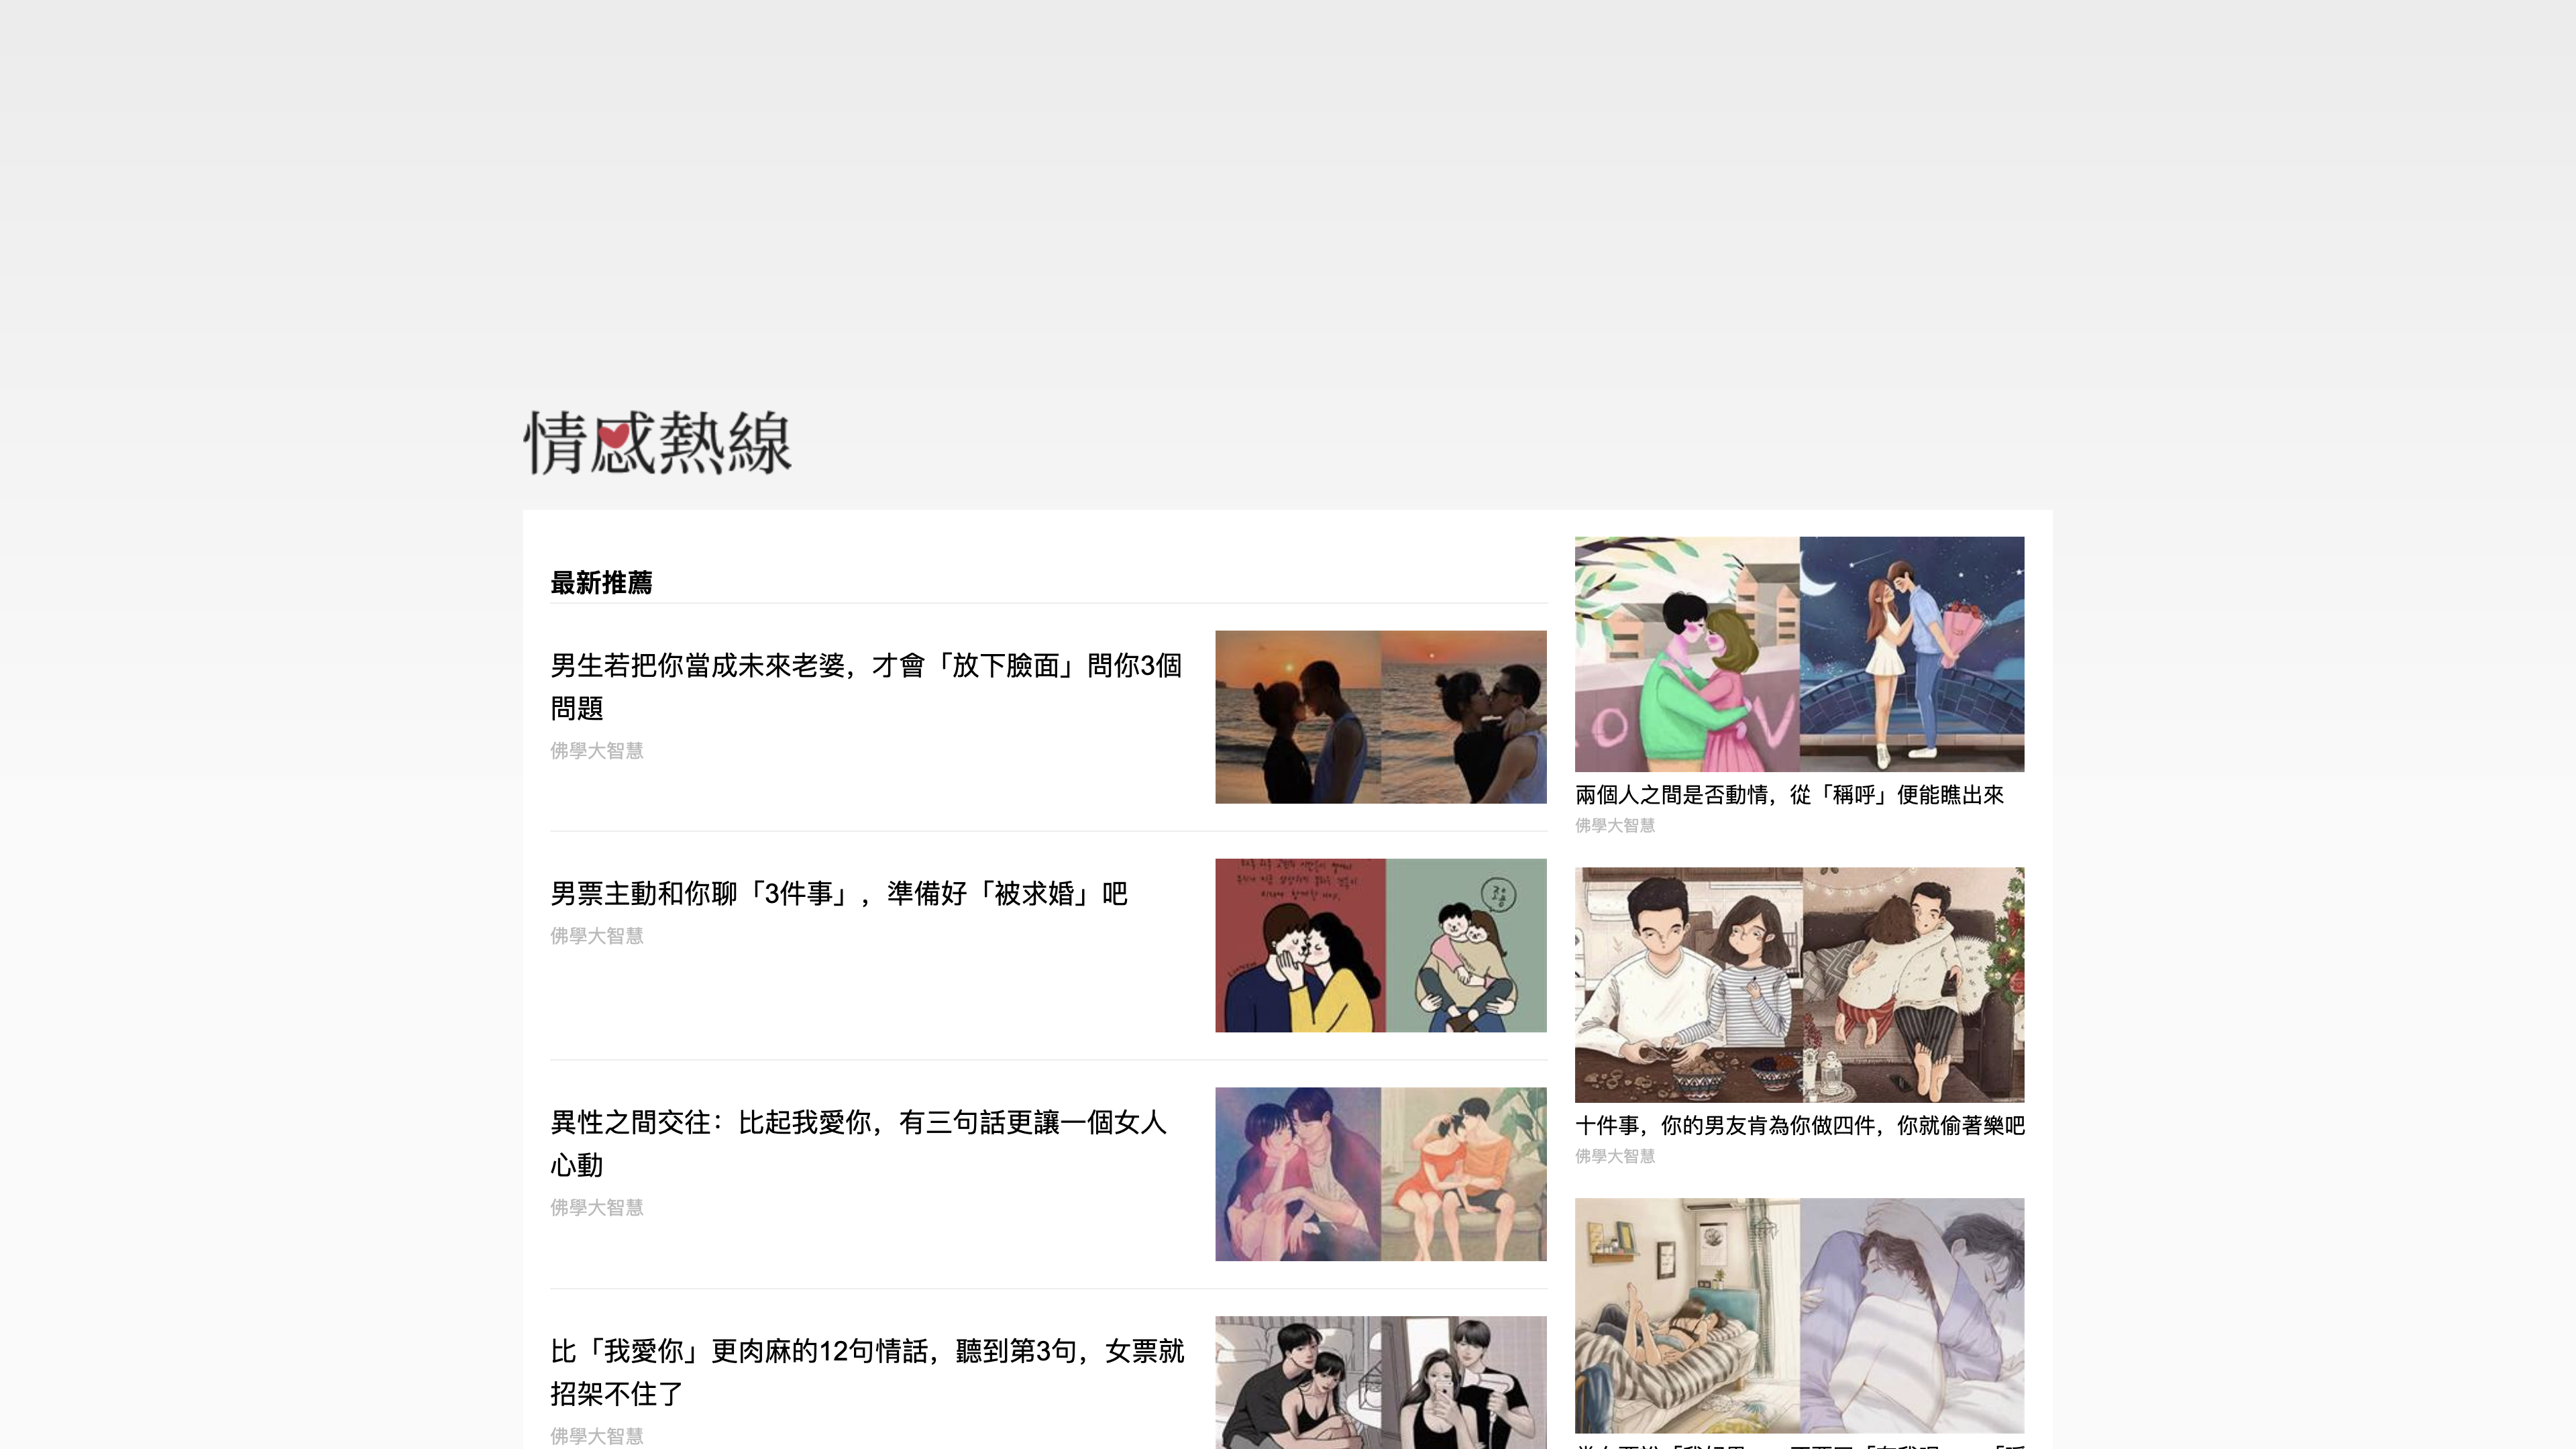 情感熱線
最新推薦
男生若把你當成未來老婆，才會「放下臉面」問你3個
問題
佛學大智慧
男票主動和你聊「3件事」，準備好「被求婚」吧
佛學大智慧
異性之間交往：比起我愛你，有三句話更讓一個女人
心動
佛學大智慧
比「我愛你」更肉麻的12句情話，聽到第3句，女票就
招架不住了
佛學大智慧
兩個人之間是否動情，從「稱呼」便能瞧出來
佛學大智慧
十件事，你的男友肯為你做四件，你就偷著樂吧
佛學大智慧